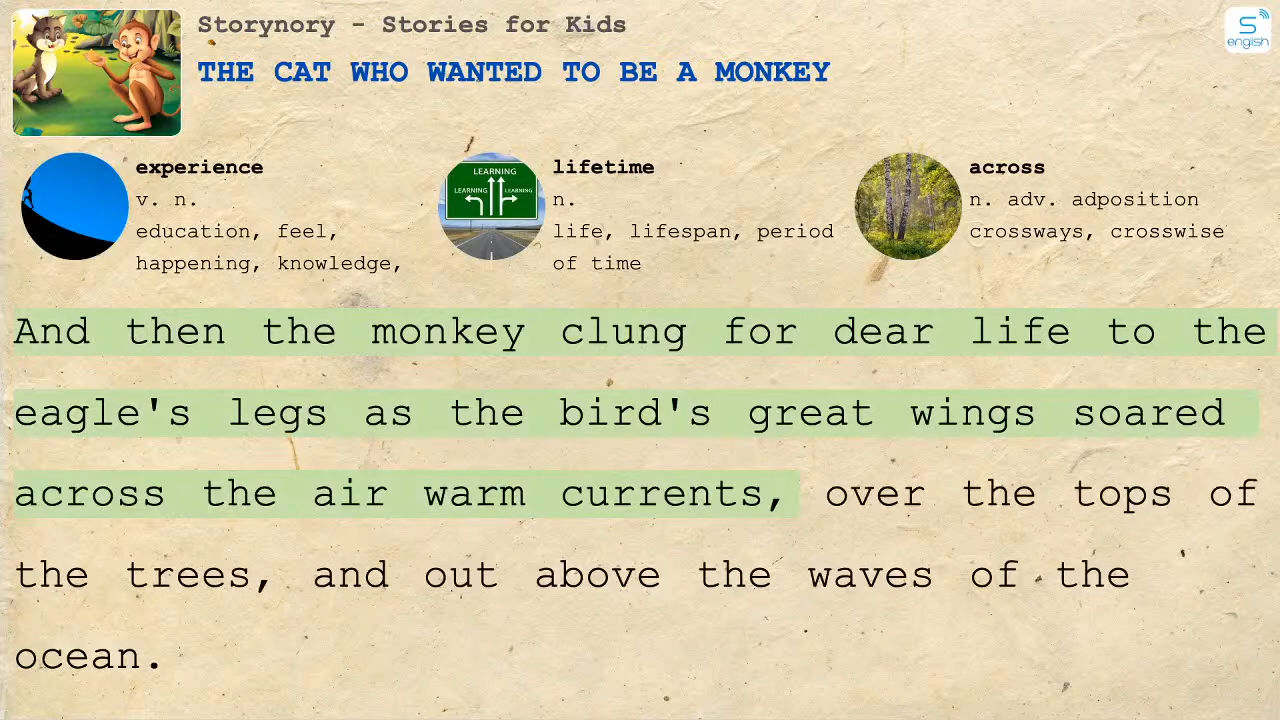 Storynory - Stories for Kids
THE CAT WHO WANTED TO BE A MONKEY
S
english
experience
v. n.
education, feel,
happening, knowledge,
LEARNING
LEARNING
LEARNING
lifetime
n.
life, lifespan, period
of time
across
n. adv. adposition
crossways, crosswise
And then the monkey clung for dear life to the
eagle's legs as the bird's great wings soared
across the air warm currents, over the tops of
the trees, and out above the waves of the
ocean.